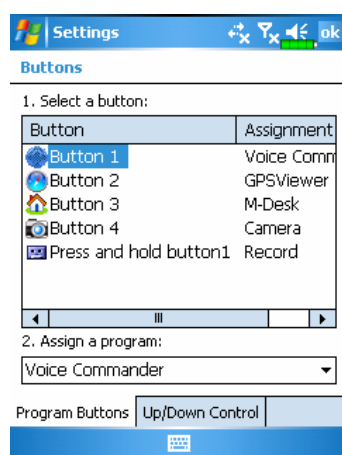 Settings ok
Buttons
1. Select a button:
Button Assignment
Button 1 Voice Comm
Button 2 GPSViewer
Button 3 M-Desk
Button 4 Camera
Press and hold button1 Record
2. Assign a program:
Voice Commander
Program Buttons Up/Down Control